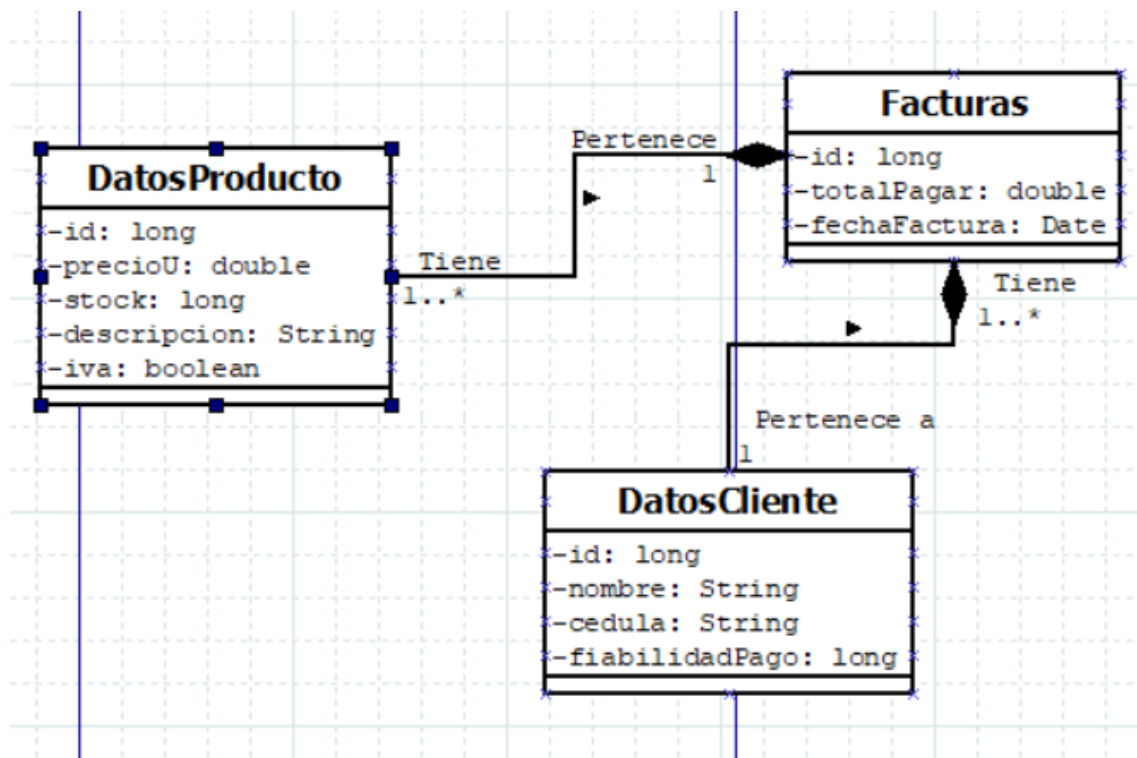 DatosProducto
-id: long
-precioU: double
-stock: long
-descripcion: String
-iva: boolean
Tiene
1..*
Pertenece
1
Facturas
-id: long
-totalPagar: double
-fechaFactura: Date
Tiene
1..*
Pertenece a
1
DatosCliente
-id: long
-nombre: String
-cedula: String
-fiabilidadPago: long